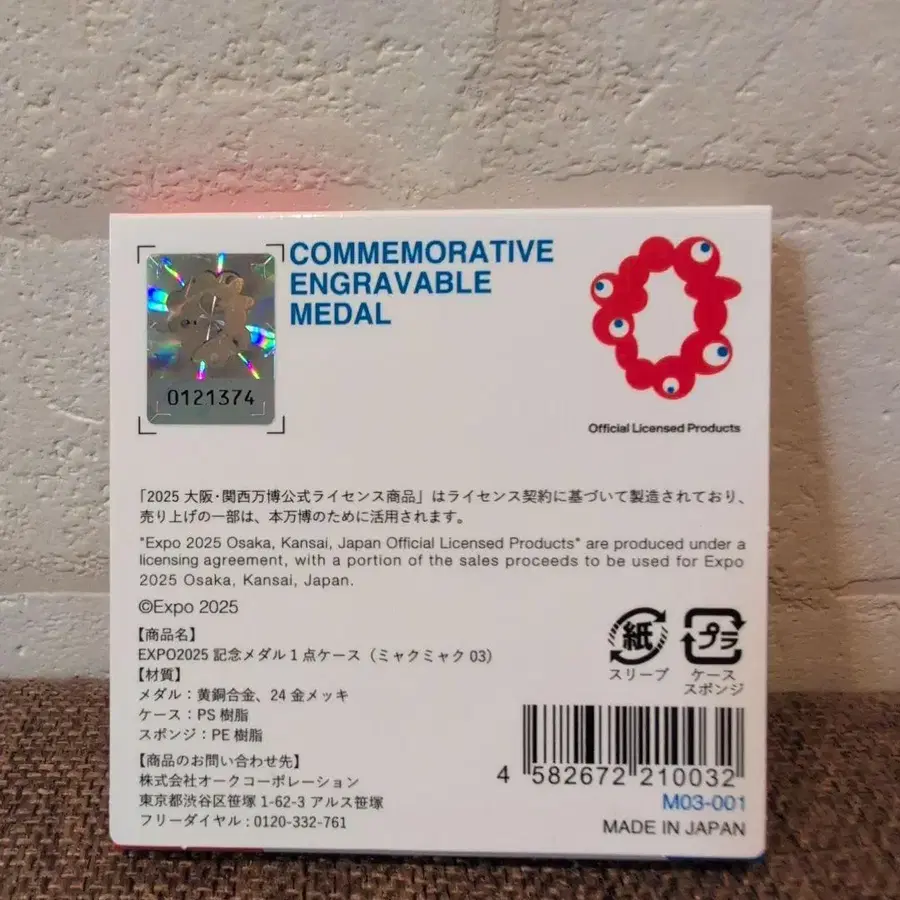 COMMEMORATIVE
ENGRAVABLE
MEDAL
0121374
Official Licensed Products
「2025 大阪・関西万博公式ライセンス商品」はライセンス契約に基づいて製造されており、
売り上げの一部は、本万博のために活用されます。
"Expo 2025 Osaka, Kansai, Japan Official Licensed Products" are produced under a
licensing agreement, with a portion of the sales proceeds to be used for Expo
2025 Osaka, Kansai, Japan.
©Expo 2025
【商品名】
EXPO2025 記念メダル1点ケース（ミャクミャク 03）
【材質】
メダル：黄銅合金、24金メッキ
ケース：PS 樹脂
スポンジ：PE 樹脂
【商品のお問い合わせ先】
株式会社オークコーポレーション
東京都渋谷区笹塚 1-62-3 アルス笹塚
フリーダイヤル : 0120-332-761
紙
スリーブ
プラ
ケース
スポンジ
4 582672 210032
M03-001
MADE IN JAPAN